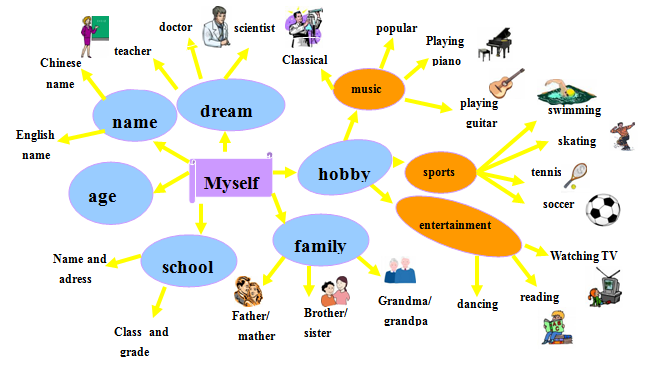 doctor
scientist
popular
teacher
Classical
Playing
piano
Chinese
name
music
dream
playing
guitar
swimming
name
English
name
skating
hobby
sports
tennis
Myself
age
soccer
entertainment
family
Name and
adress
school
Watching TV
Father/
mather
Brother/
sister
Grandma/
grandpa
dancing
reading
Class and
grade